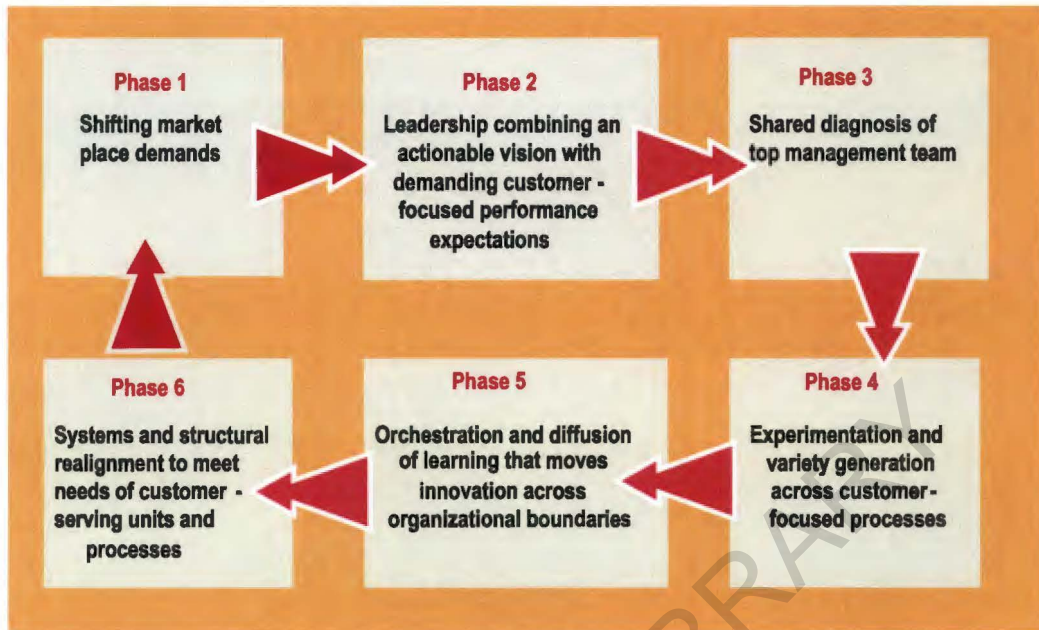 Phase 1
Shifting market
place demands
Phase 2
Leadership combining an
actionable vision with
demanding customer -
focused performance
expectations
Phase 3
Shared diagnosis of
top management team
Phase 4
Experimentation and
variety generation
across customer-
focused processes
Phase 5
Orchestration and diffusion
of learning that moves
innovation across
organizational boundaries
Phase 6
Systems and structural
realignment to meet
needs of customer -
serving units and
processes